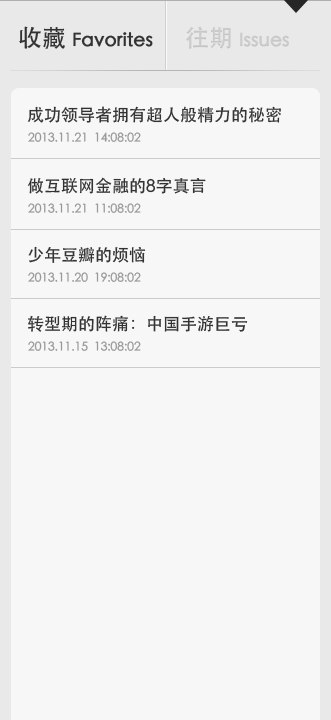 收藏 Favorites
往期 Issues
成功领导者拥有超人般精力的秘密
2013.11.21 14:08:02
做互联网金融的8字真言
2013.11.21 11:08:02
少年豆瓣的烦恼
2013.11.20 19:08:02
转型期的阵痛：中国手游巨亏
2013.11.15 13:08:02